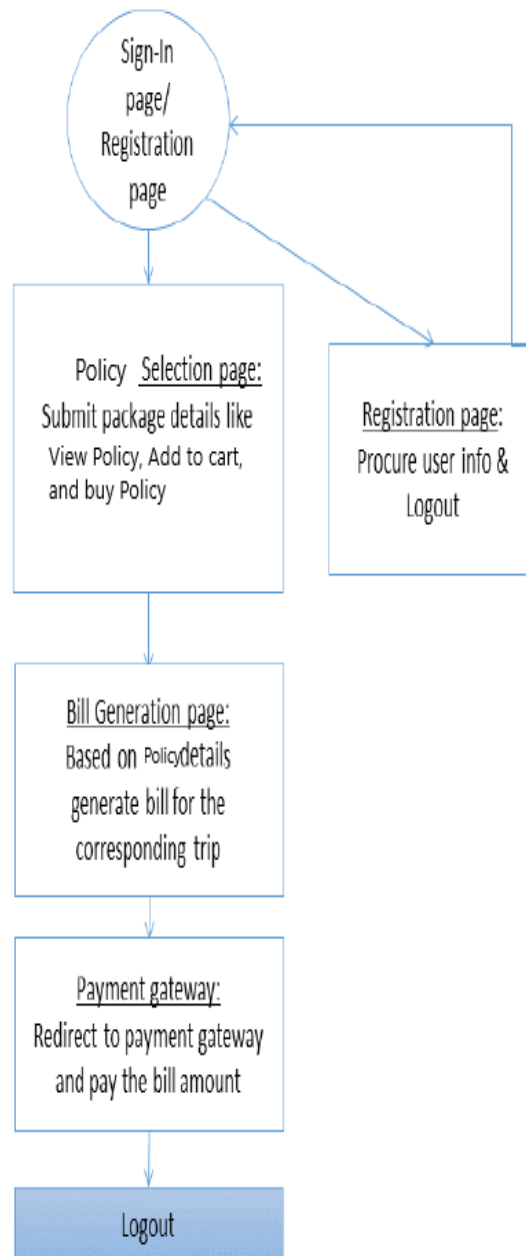 Sign-In
page/
Registration
page
Policy Selection page:
Submit package details like
View Policy, Add to cart,
and buy Policy
Registration page:
Procure user info &
Logout
Bill Generation page:
Based on Policydetails
generate bill for the
corresponding trip
Payment gateway:
Redirect to payment gateway
and pay the bill amount
Logout